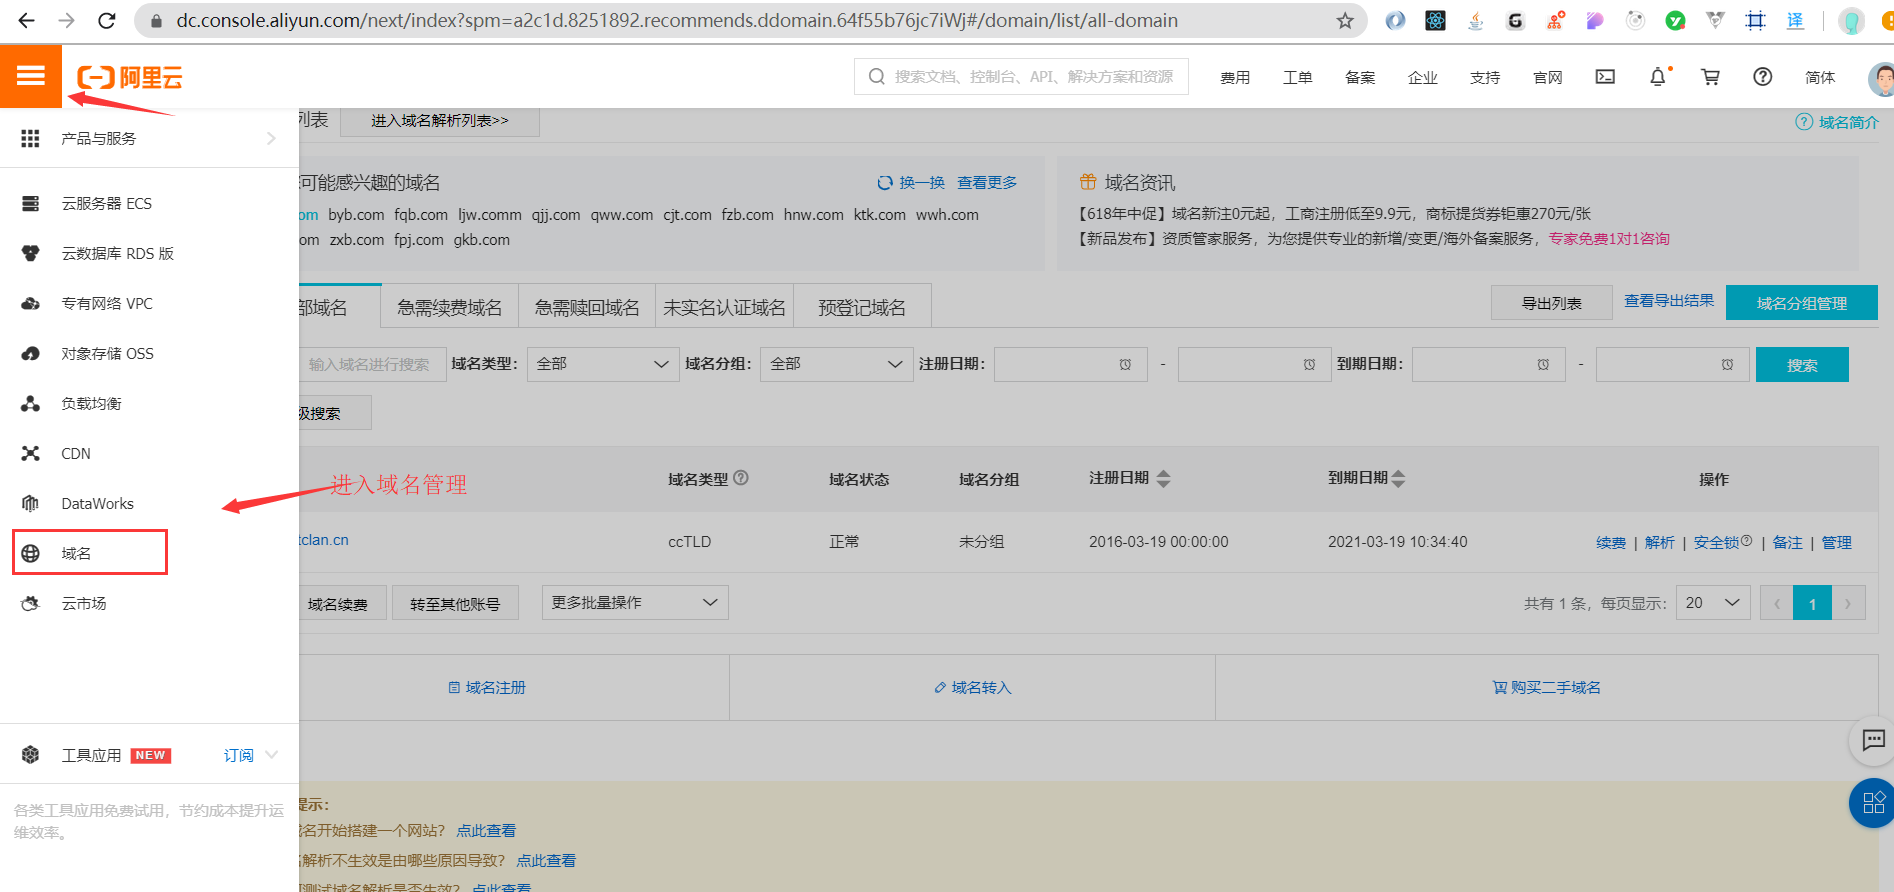 dc.console.aliyun.com/next/index?spm=a2c1d.8251892.recommends.ddomain.64f55b76jc7iWj#/domain/list/all-domain
译
阿里云
搜索文档、控制台、API、解决方案和资源
费用 工单 备案 企业 支持 官网 简体
产品与服务
列表 进入域名解析列表>>
域名简介
可能感兴趣的域名 换一换 查看更多
om byb.com fqb.com ljw.comm qjj.com qww.com cjt.com fzb.com hnw.com ktk.com wwh.com
om zxb.com fpj.com gkb.com
域名资讯
【618年中促】域名新注0元起，工商注册低至9.9元，商标提货券钜惠270元/张
【新品发布】资质管家服务，为您提供专业的新增/变更/海外备案服务，专家免费1对1咨询
云服务器 ECS
云数据库 RDS 版
专有网络 VPC
对象存储 OSS
负载均衡
CDN
DataWorks
域名
云市场
部域名 急需续费域名 急需赎回域名 未实名认证域名 预登记域名
导出列表 查看导出结果 域名分组管理
输入域名进行搜索 域名类型： 全部 域名分组： 全部 注册日期： - 到期日期： - 搜索
级搜索
进入域名管理
域名类型 域名状态 域名分组 注册日期 到期日期 操作
tclan.cn ccTLD 正常 未分组 2016-03-19 00:00:00 2021-03-19 10:34:40 续费 | 解析 | 安全锁 | 备注 | 管理
域名续费 转至其他账号 更多批量操作 共有 1 条，每页显示： 20 ‹ 1 ›
域名注册 域名转入 购买二手域名
工具应用 NEW 订阅
各类工具应用免费试用，节约成本提升运
维效率。
提示：
域名开始搭建一个网站？ 点此查看
解析不生效是由哪些原因导致？ 点此查看
测试域名解析是否生效？ 点此查看